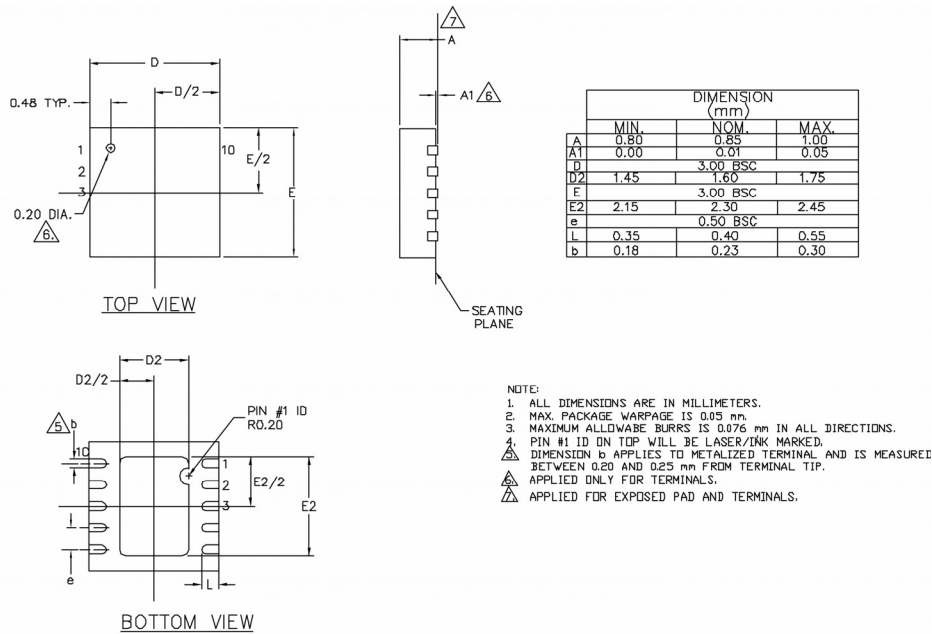 7
A
D
D/2
0.48 TYP.
A1 6
1
10
E/2
2
E
3
0.20 DIA.
6.
TOP VIEW
SEATING
PLANE
DIMENSION
(mm)
MIN. NOM. MAX.
A 0.80 0.85 1.00
A1 0.00 0.01 0.05
D 3.00 BSC
D2 1.45 1.60 1.75
E 3.00 BSC
E2 2.15 2.30 2.45
e 0.50 BSC
L 0.35 0.40 0.55
b 0.18 0.23 0.30
D2
D2/2
PIN #1 ID
R0.20
5 b
10
1
2
E2/2
3
E2
e
L
BOTTOM VIEW
NOTE:
1. ALL DIMENSIONS ARE IN MILLIMETERS.
2. MAX. PACKAGE WARPAGE IS 0.05 mm.
3. MAXIMUM ALLOWABE BURRS IS 0.076 mm IN ALL DIRECTIONS.
4. PIN #1 ID ON TOP WILL BE LASER/INK MARKED.
5. DIMENSION b APPLIES TO METALIZED TERMINAL AND IS MEASURED
BETWEEN 0.20 AND 0.25 mm FROM TERMINAL TIP.
6. APPLIED ONLY FOR TERMINALS.
7. APPLIED FOR EXPOSED PAD AND TERMINALS.